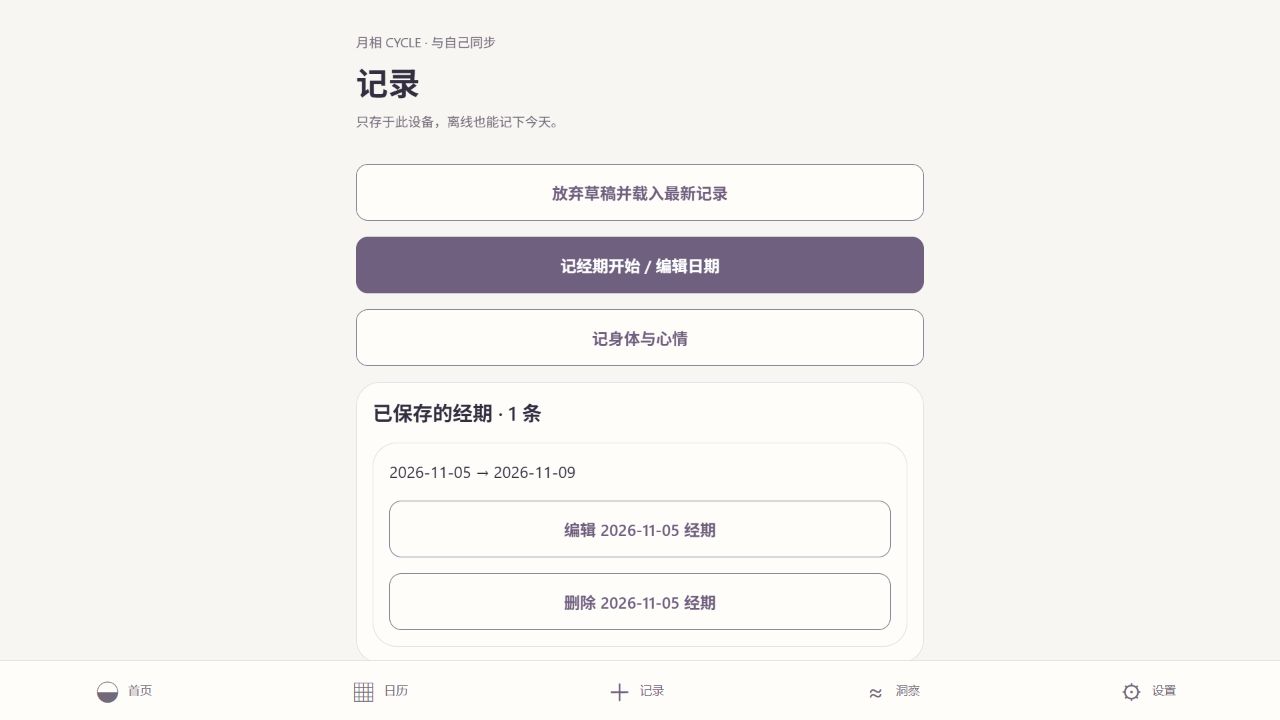 月相 CYCLE · 与自己同步
记录
只存于此设备，离线也能记下今天。
放弃草稿并载入最新记录
记经期开始 / 编辑日期
记身体与心情
已保存的经期 · 1 条
2026-11-05 → 2026-11-09
编辑 2026-11-05 经期
删除 2026-11-05 经期
首页
日历
记录
洞察
设置